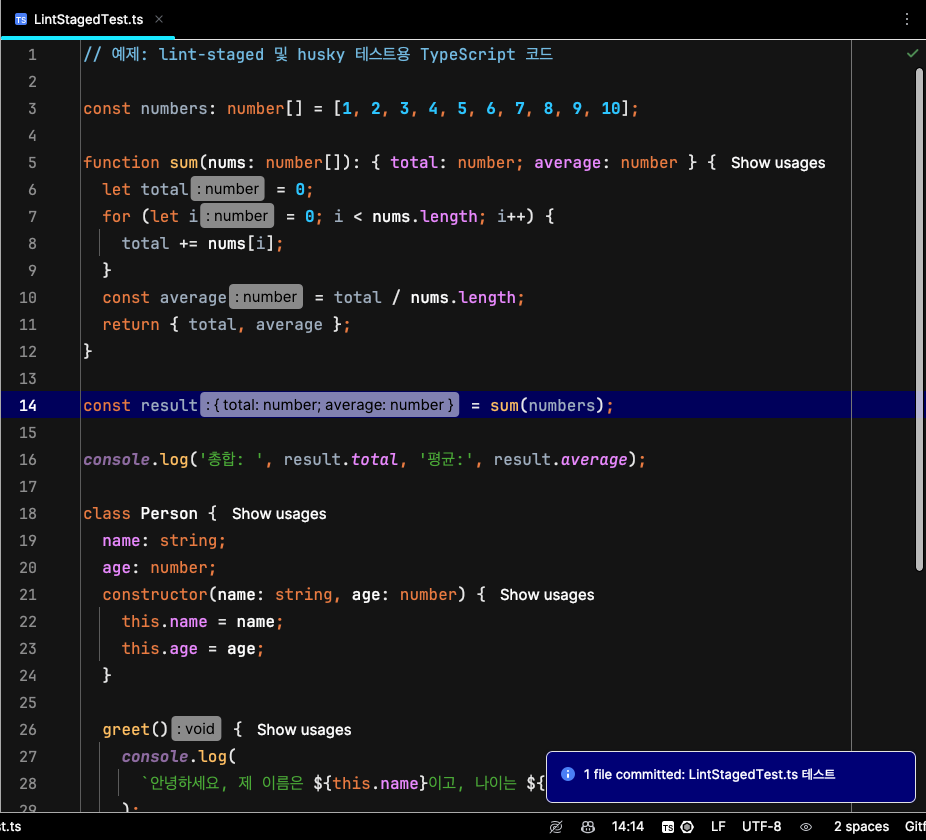 TS LintStagedTest.ts ×
1 // 예제: lint-staged 및 husky 테스트용 TypeScript 코드
2
3 const numbers: number[] = [1, 2, 3, 4, 5, 6, 7, 8, 9, 10];
4
5 function sum(nums: number[]): { total: number; average: number } { Show usages
6 let total : number = 0;
7 for (let i : number = 0; i < nums.length; i++) {
8 total += nums[i];
9 }
10 const average : number = total / nums.length;
11 return { total, average };
12 }
13
14 const result : { total: number; average: number } = sum(numbers);
15
16 console.log('총합: ', result.total, '평균:', result.average);
17
18 class Person { Show usages
19 name: string;
20 age: number;
21 constructor(name: string, age: number) { Show usages
22 this.name = name;
23 this.age = age;
24 }
25
26 greet() : void { Show usages
27 console.log(
28 `안녕하세요, 제 이름은 ${this.name}이고, 나이는 ${
29 );
1 file committed: LintStagedTest.ts 테스트
t.ts 14:14 TS LF UTF-8 2 spaces Git